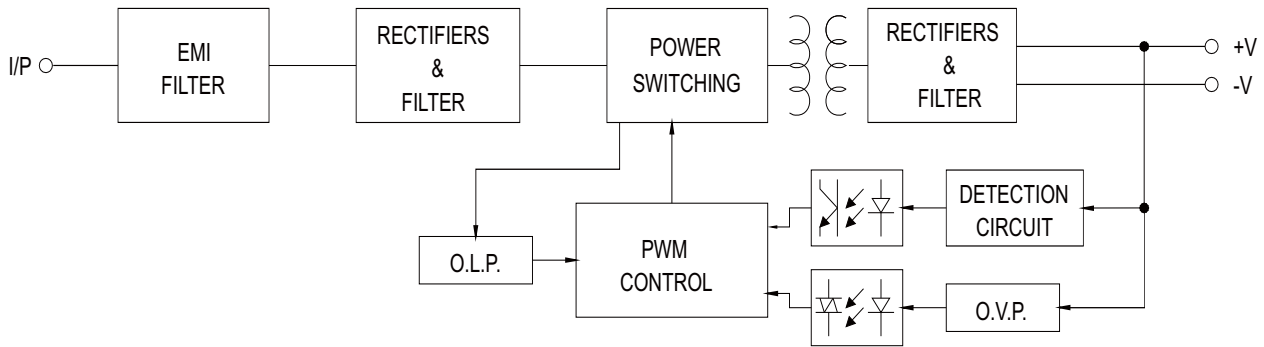 I/P
EMI
FILTER
RECTIFIERS
&
FILTER
POWER
SWITCHING
RECTIFIERS
&
FILTER
+V
-V
O.L.P.
PWM
CONTROL
DETECTION
CIRCUIT
O.V.P.